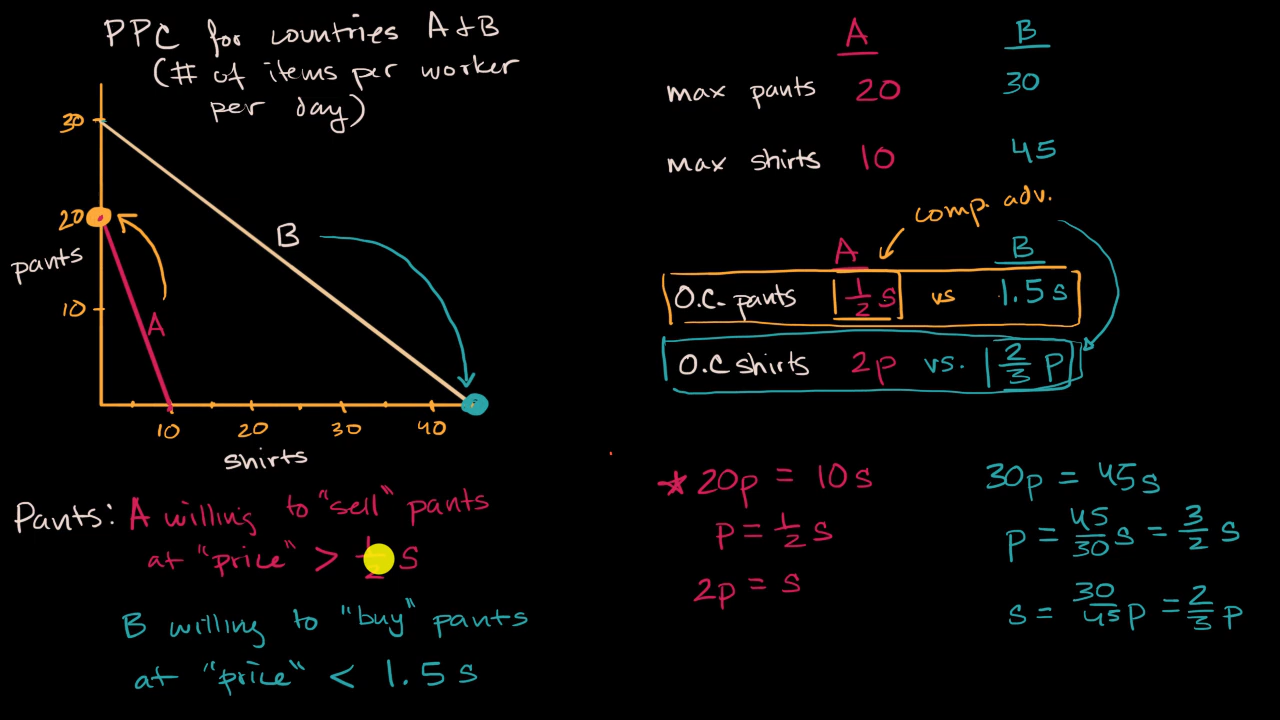 PPC for countries A+B
(# of items per worker
per day)
30
20
pants
10
B
A
10 20 30 40
shirts
A B
max pants 20 30
max shirts 10 45
comp. adv.
A B
O.C. pants 1/2 s vs 1.5 s
O.C shirts 2p vs. 2/3 p
Pants: A willing to "sell" pants
at "price" > 1/2 s
B willing to "buy" pants
at "price" < 1.5 s
* 20p = 10s
p = 1/2 s
2p = s
30p = 45s
p = 45/30 s = 3/2 s
s = 30/45 p = 2/3 p